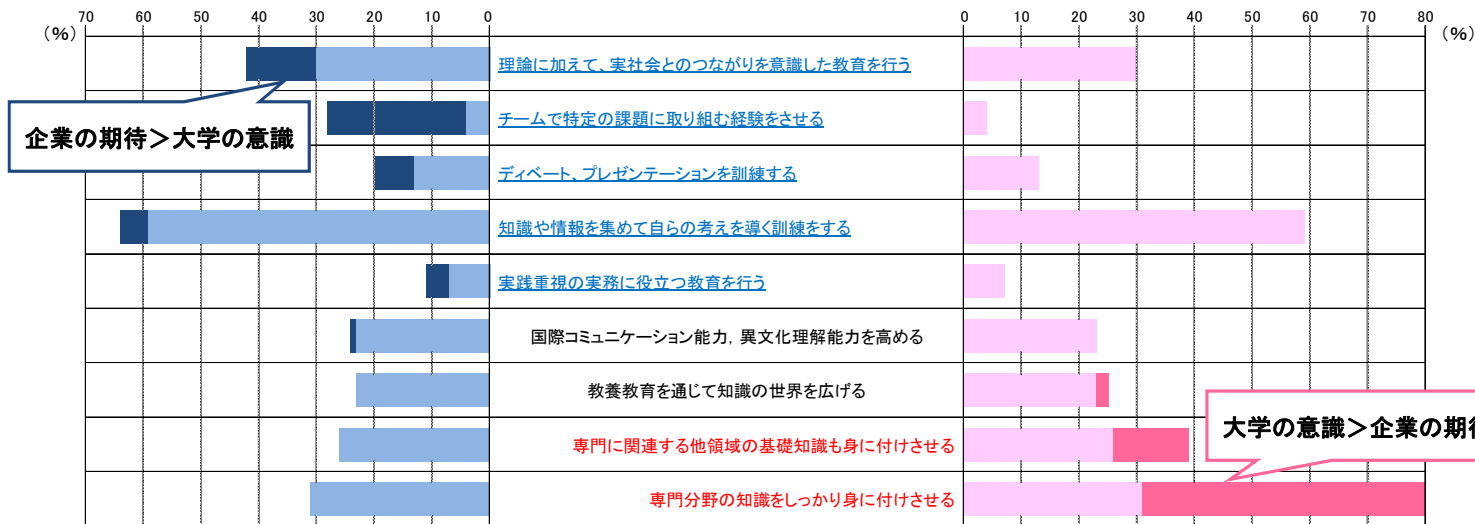 70 60 50 40 30 20 10 0
0 10 20 30 40 50 60 70 80
(%)
(%)
理論に加えて、実社会とのつながりを意識した教育を行う
企業の期待＞大学の意識
チームで特定の課題に取り組む経験をさせる
ディベート、プレゼンテーションを訓練する
知識や情報を集めて自らの考えを導く訓練をする
実践重視の実務に役立つ教育を行う
国際コミュニケーション能力, 異文化理解能力を高める
教養教育を通じて知識の世界を広げる
大学の意識＞企業の期
専門に関連する他領域の基礎知識も身に付けさせる
専門分野の知識をしっかり身に付けさせる